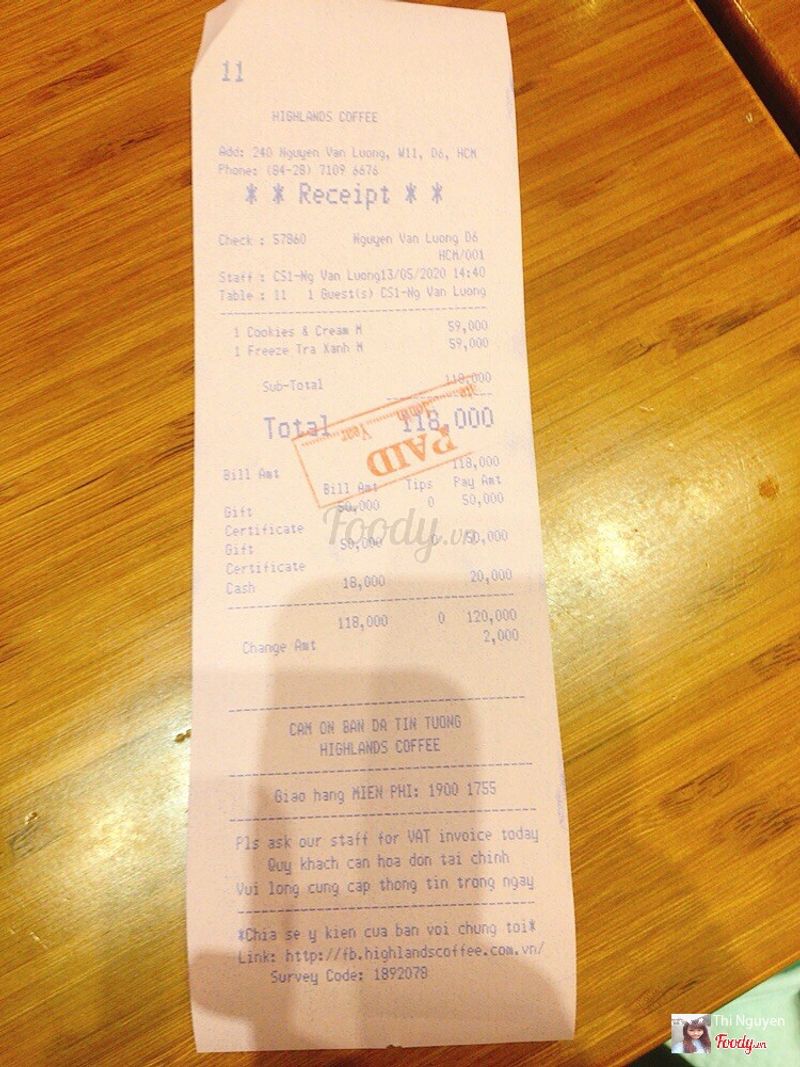 11
HIGHLANDS COFFEE
Add: 240 Nguyen Van Luong, W11, D6, HCM
Phone: (84-28) 7109 6676
* * Receipt * *
Check : 57860 Nguyen Van Luong D6
HCM/001
Staff : CS1-Ng Van Luong13/05/2020 14:40
Table : 11 1 Guest(s) CS1-Ng Van Luong
1 Cookies & Cream M 59,000
1 Freeze Tra Xanh M 59,000
Sub-Total 118,000
Total 118,000
PAID
Year
Bill Amt 118,000
Bill Amt Tips Pay Amt
Gift 50,000 0 50,000
Certificate
Gift 50,000 0 50,000
Certificate
Cash 18,000 20,000
118,000 0 120,000
Change Amt 2,000
Foody.vn
CAM ON BAN DA TIN TUONG
HIGHLANDS COFFEE
Giao hang MIEN PHI: 1900 1755
Pls ask our staff for VAT invoice today
Quy khach can hoa don tai chinh
Vui long cung cap thong tin trong ngay
*Chia se y kien cua ban voi chung toi*
Link: http://fb.highlandscoffee.com.vn/
Survey Code: 1892078
Thi Nguyen
Foody.vn